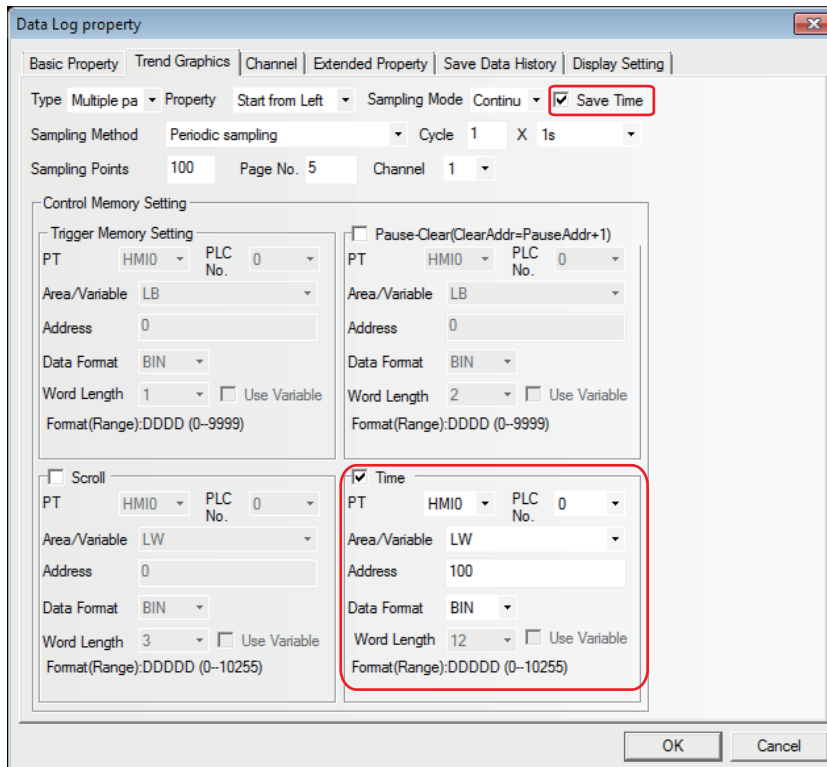 Data Log property
Basic Property Trend Graphics Channel Extended Property Save Data History Display Setting
Type Multiple pa Property Start from Left Sampling Mode Continu Save Time
Sampling Method Periodic sampling Cycle 1 X 1s
Sampling Points 100 Page No. 5 Channel 1
Control Memory Setting
Trigger Memory Setting
PT HMI0 PLC No. 0
Area/Variable LB
Address 0
Data Format BIN
Word Length 1 Use Variable
Format(Range):DDDD (0--9999)
Pause-Clear(ClearAddr=PauseAddr+1)
PT HMI0 PLC No. 0
Area/Variable LB
Address 0
Data Format BIN
Word Length 2 Use Variable
Format(Range):DDDD (0--9999)
Scroll
PT HMI0 PLC No. 0
Area/Variable LW
Address 0
Data Format BIN
Word Length 3 Use Variable
Format(Range):DDDDD (0--10255)
Time
PT HMI0 PLC No. 0
Area/Variable LW
Address 100
Data Format BIN
Word Length 12 Use Variable
Format(Range):DDDDD (0--10255)
OK Cancel